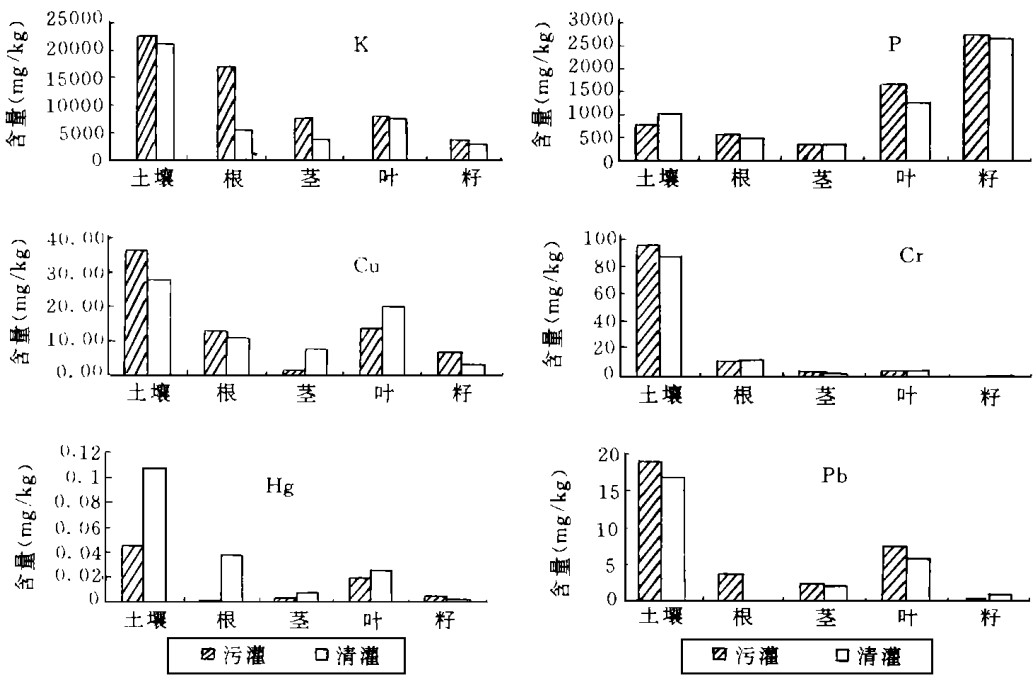 含量(mg/kg)
25000
20000
15000
10000
5000
0
K
土壤 根 茎 叶 籽
含量(mg/kg)
3000
2500
2000
1500
1000
500
0
P
土壤 根 茎 叶 籽
含量(mg/kg)
40.00
30.00
20.00
10.00
0.00
Cu
土壤 根 茎 叶 籽
含量(mg/kg)
100
80
60
40
20
0
Cr
土壤 根 茎 叶 籽
含量(mg/kg)
0.12
0.1
0.08
0.06
0.04
0.02
0
Hg
土壤 根 茎 叶 籽
污灌 清灌
含量(mg/kg)
20
15
10
5
0
Pb
土壤 根 茎 叶 籽
污灌 清灌